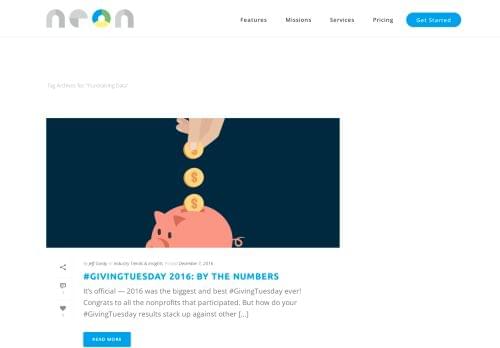 neon
Features Missions Services Pricing Get Started
Tag Archives for: "Fundraising Data"
By Jeff Gordy In Industry Trends & Insights Posted December 7, 2016
#GIVINGTUESDAY 2016: BY THE NUMBERS
It's official — 2016 was the biggest and best #GivingTuesday ever!
Congrats to all the nonprofits that participated. But how do your
#GivingTuesday results stack up against other [...]
READ MORE